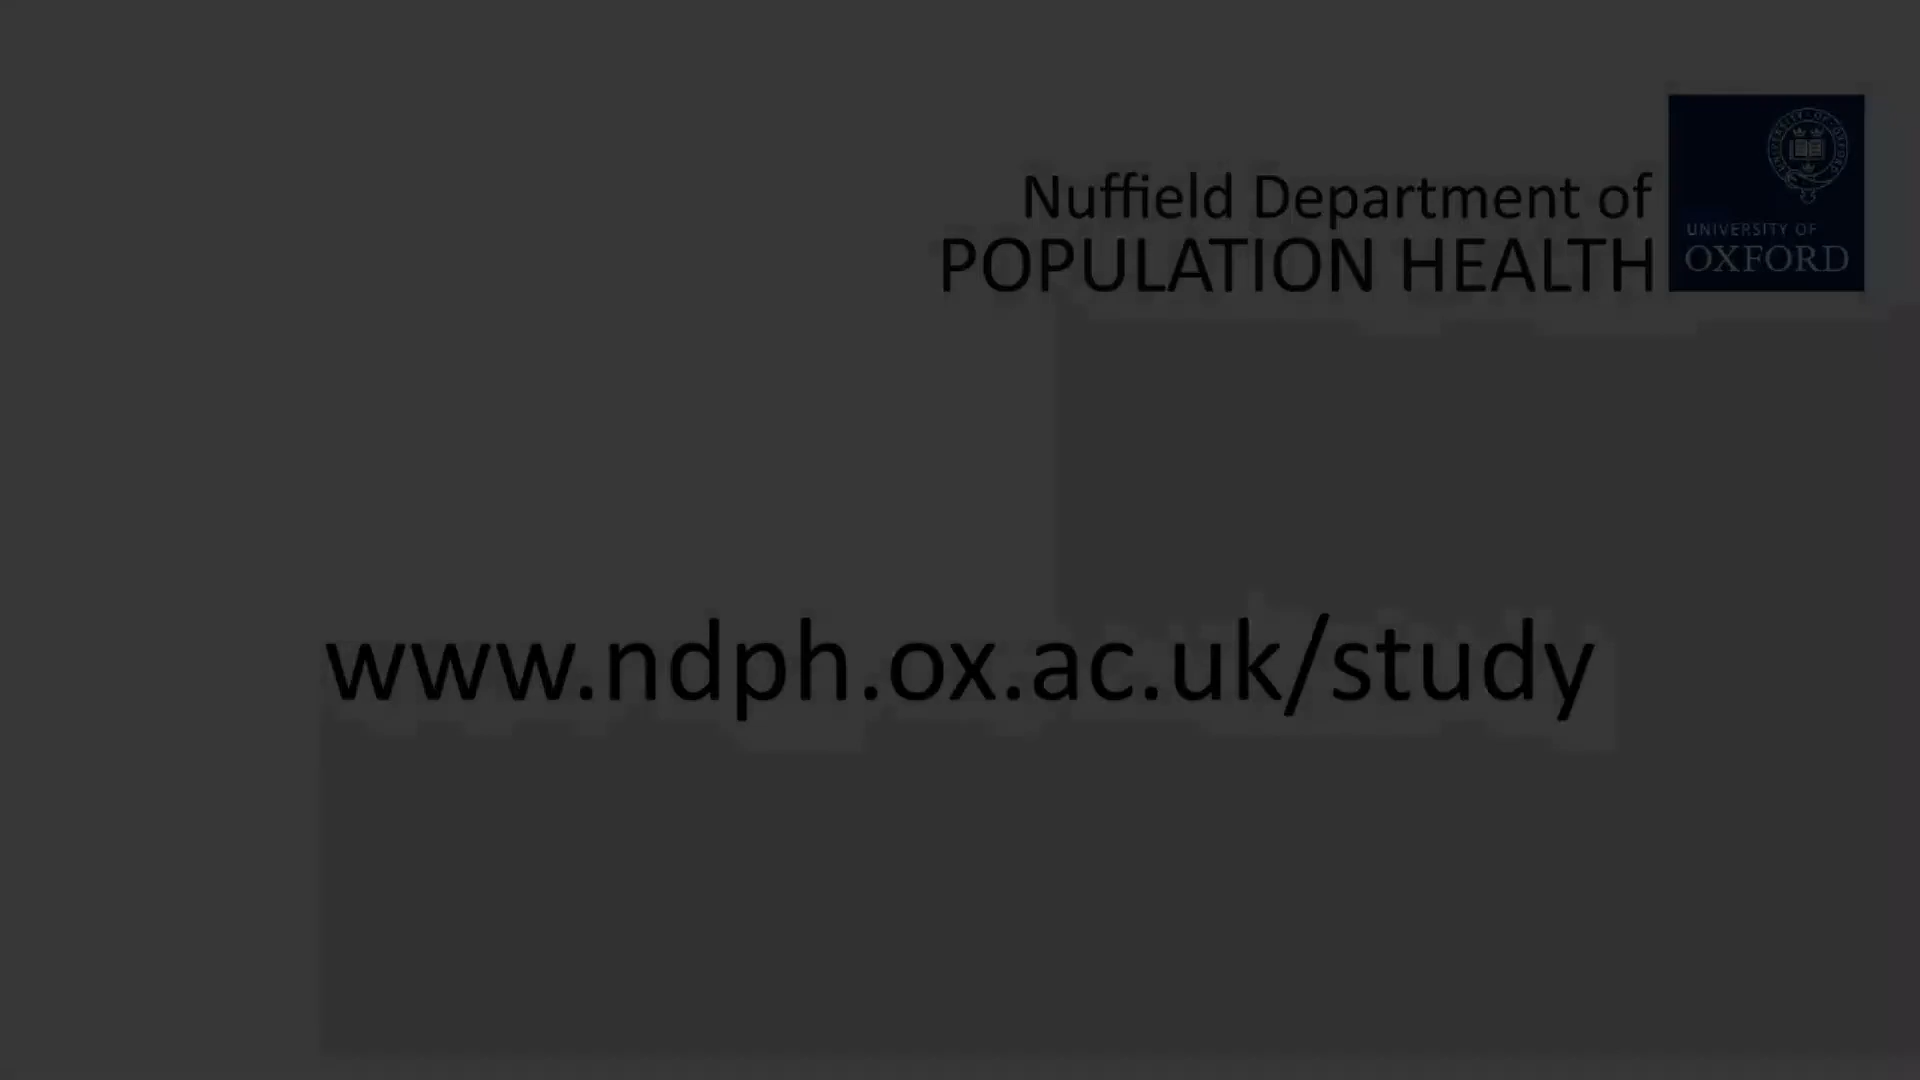 Nuffield Department of
POPULATION HEALTH
UNIVERSITY OF
OXFORD
www.ndph.ox.ac.uk/study